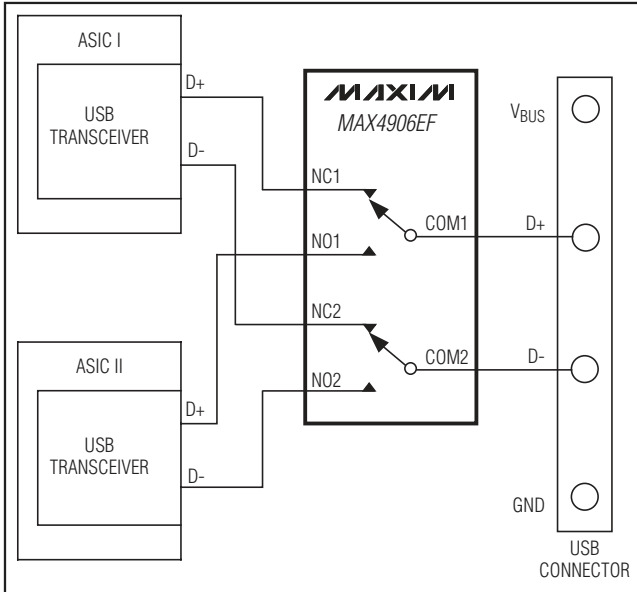 ASIC I
USB
TRANSCEIVER
D+
D-
MAXIM
MAX4906EF
NC1
NO1
NC2
NO2
COM1
COM2
VBUS
D+
D-
GND
USB
CONNECTOR
ASIC II
USB
TRANSCEIVER
D+
D-